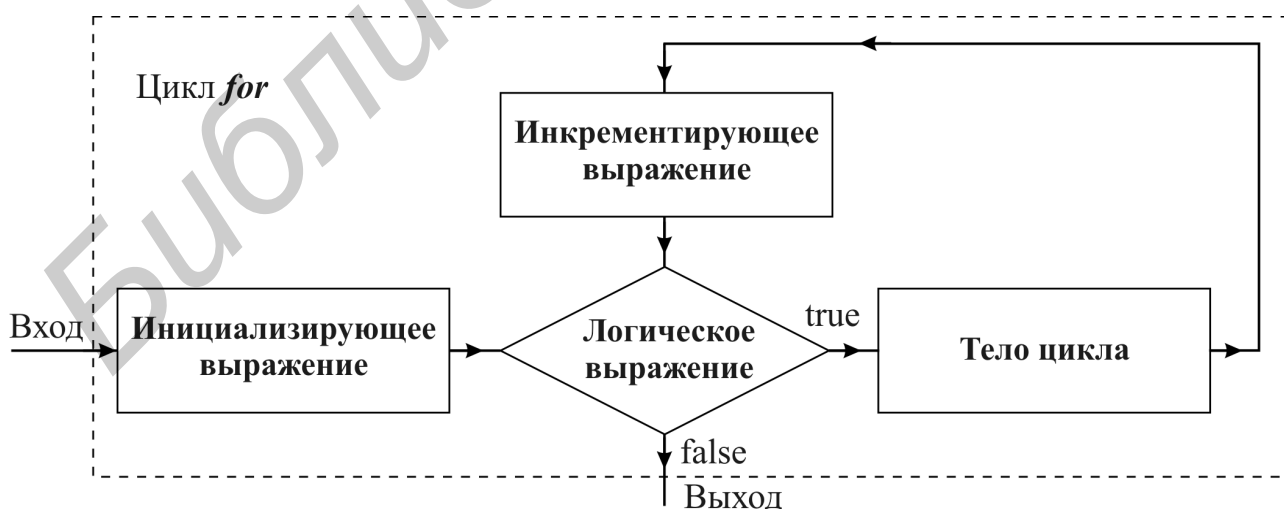 Цикл for
Инкрементирующее
выражение
Вход
Инициализирующее
выражение
Логическое
выражение
true
Тело цикла
false
Выход